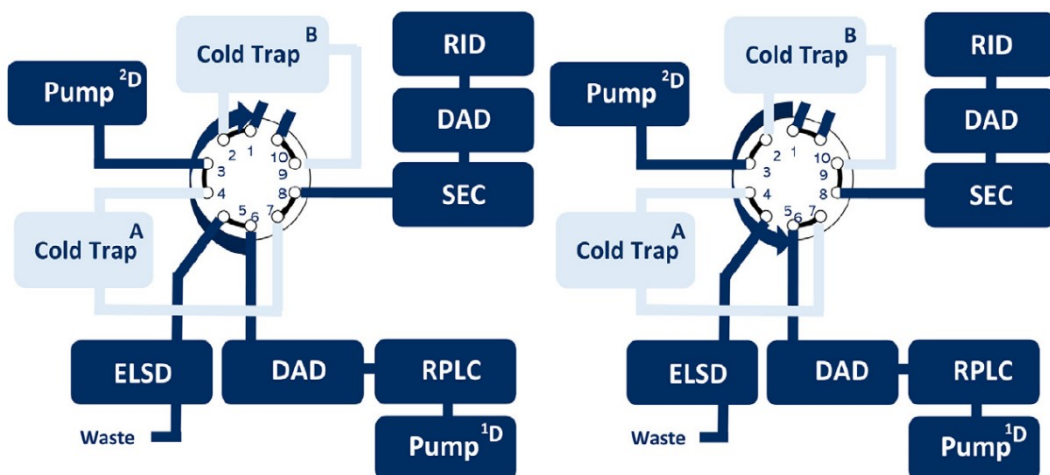 Cold Trap B
RID
Pump ²D
DAD
1
2
10
3
9
4
8
5
6
7
SEC
Cold Trap A
ELSD
DAD
RPLC
Waste
Pump ¹D
Cold Trap B
RID
Pump ²D
DAD
1
2
10
3
9
4
8
5
6
7
SEC
Cold Trap A
ELSD
DAD
RPLC
Waste
Pump ¹D